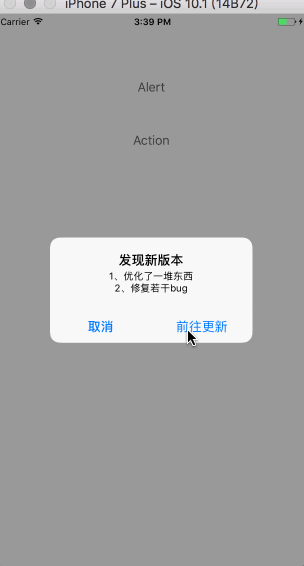 iPhone 7 Plus – iOS 10.1 (14B72)
Carrier 3:39 PM
Alert
Action
发现新版本
1、优化了一堆东西
2、修复若干bug
取消 前往更新